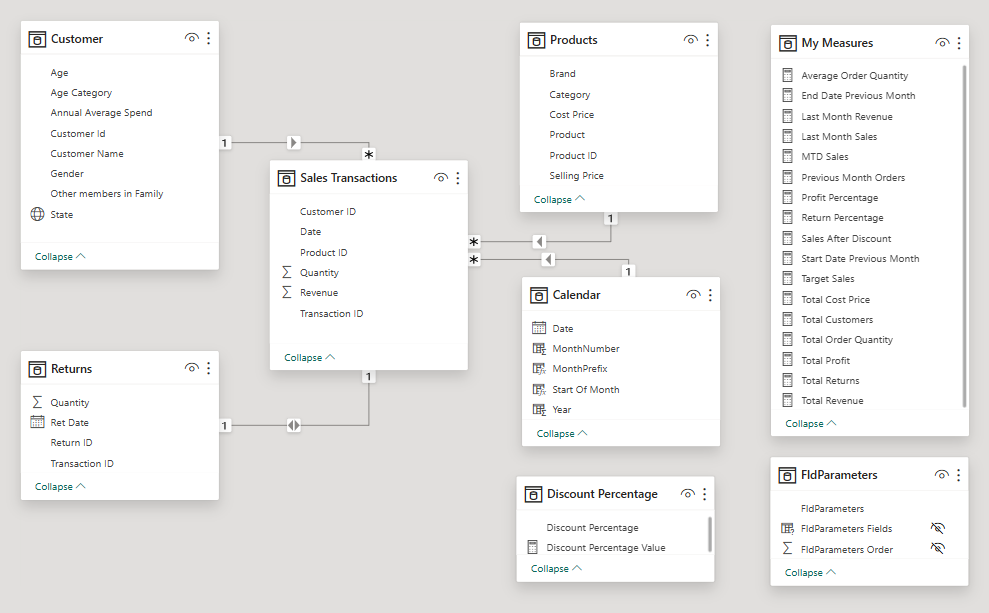 Customer
Age
Age Category
Annual Average Spend
Customer Id
Customer Name
Gender
Other members in Family
State
Collapse
1
*
Sales Transactions
Customer ID
Date
Product ID
Quantity
Revenue
Transaction ID
Collapse
1
Returns
Quantity
Ret Date
Return ID
Transaction ID
Collapse
1
Products
Brand
Category
Cost Price
Product
Product ID
Selling Price
Collapse
1
*
*
1
Calendar
Date
MonthNumber
MonthPrefix
Start Of Month
Year
Collapse
Discount Percentage
Discount Percentage
Discount Percentage Value
Collapse
My Measures
Average Order Quantity
End Date Previous Month
Last Month Revenue
Last Month Sales
MTD Sales
Previous Month Orders
Profit Percentage
Return Percentage
Sales After Discount
Start Date Previous Month
Target Sales
Total Cost Price
Total Customers
Total Order Quantity
Total Profit
Total Returns
Total Revenue
Collapse
FldParameters
FldParameters
FldParameters Fields
FldParameters Order
Collapse